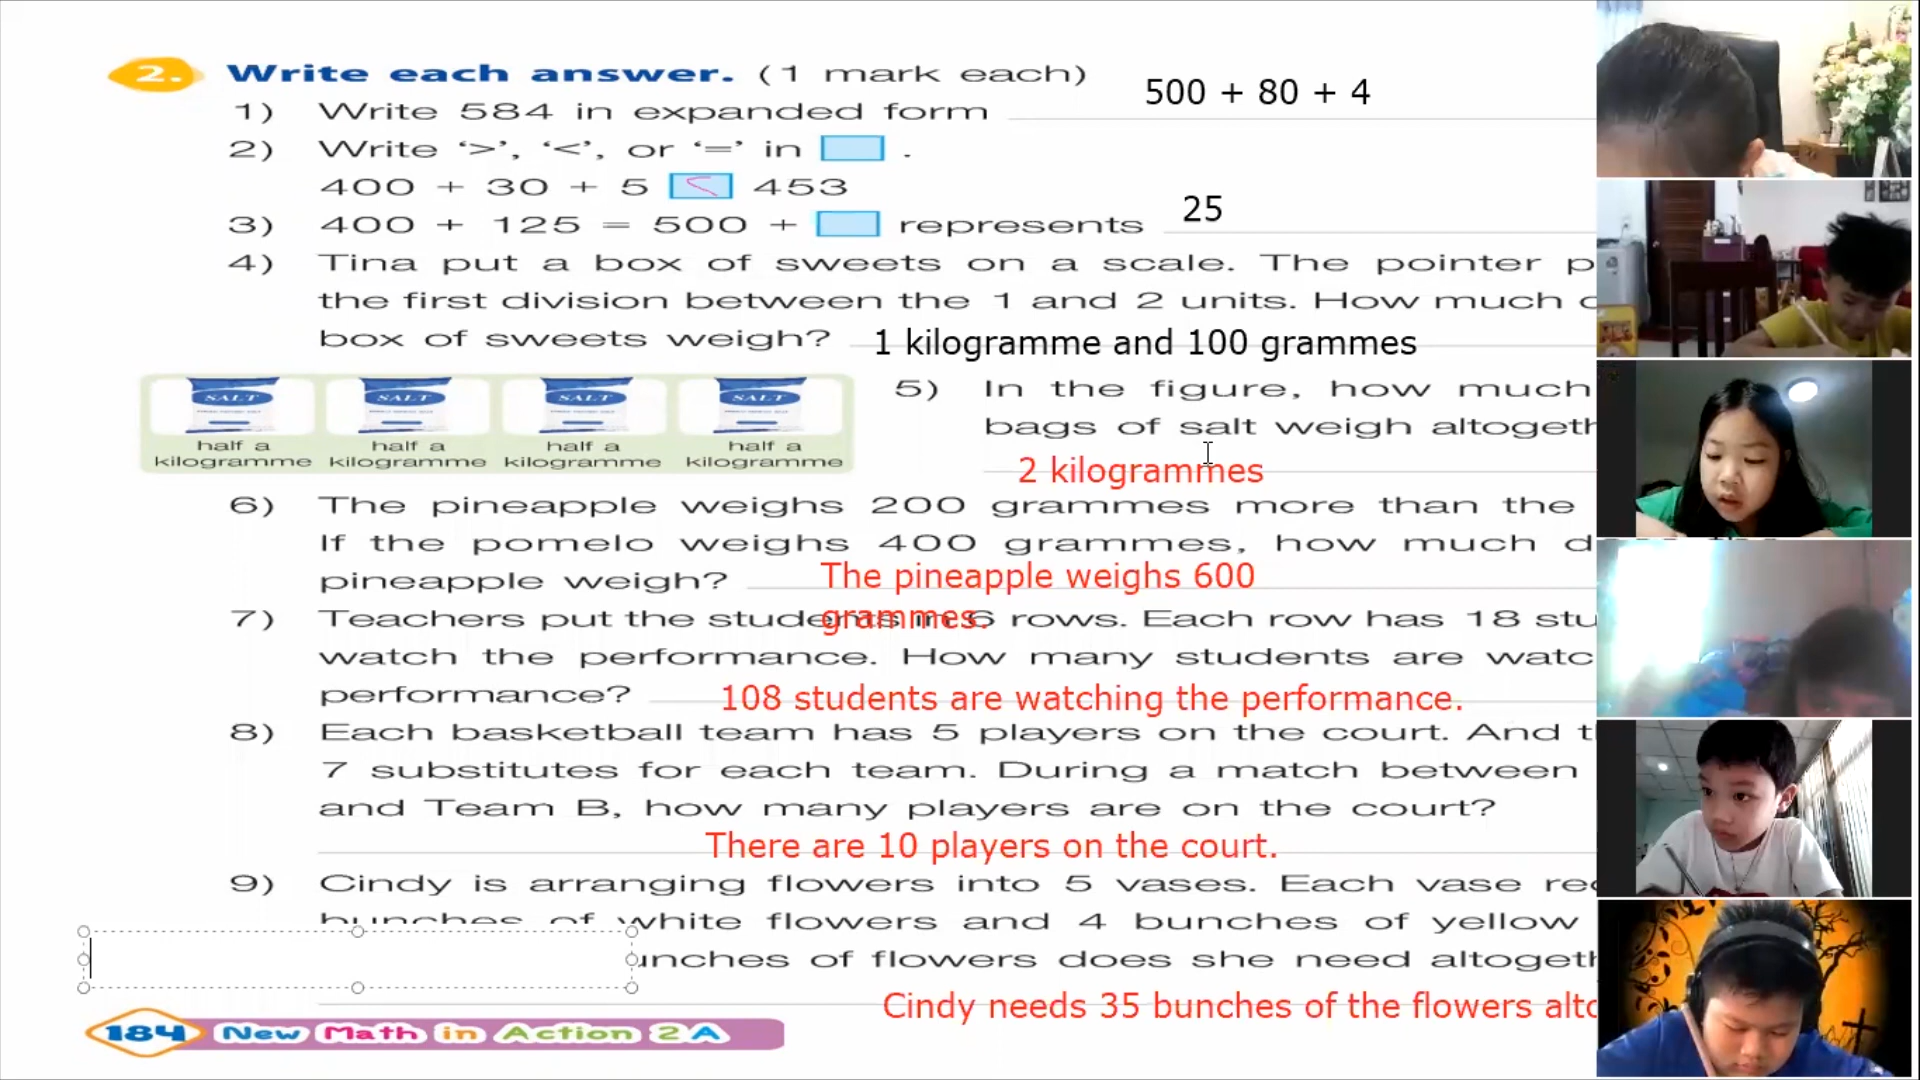 2. Write each answer. (1 mark each)
500 + 80 + 4
1) Write 584 in expanded form
2) Write ‘>’, ‘<’, or ‘=’ in .
400 + 30 + 5 < 453
25
3) 400 + 125 = 500 + represents
4) Tina put a box of sweets on a scale. The pointer p
the first division between the 1 and 2 units. How much
box of sweets weigh? 1 kilogramme and 100 grammes
SALT SALT SALT SALT
half a half a half a half a
kilogramme kilogramme kilogramme kilogramme
5) In the figure, how much
bags of salt weigh altogeth
2 kilogrammes
6) The pineapple weighs 200 grammes more than the
If the pomelo weighs 400 grammes, how much d
pineapple weigh? The pineapple weighs 600
grammes.
7) Teachers put the students in 6 rows. Each row has 18 stu
watch the performance. How many students are watc
performance? 108 students are watching the performance.
8) Each basketball team has 5 players on the court. And t
7 substitutes for each team. During a match between
and Team B, how many players are on the court?
There are 10 players on the court.
9) Cindy is arranging flowers into 5 vases. Each vase re
bunches of white flowers and 4 bunches of yellow
unches of flowers does she need altogeth
Cindy needs 35 bunches of the flowers alto
184 New Math in Action 2A